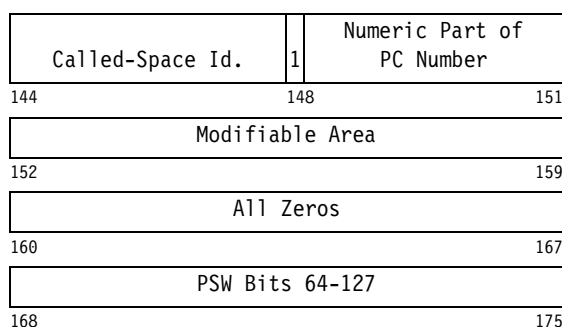 Numeric Part of
Called-Space Id. 1 PC Number
144 148 151
Modifiable Area
152 159
All Zeros
160 167
PSW Bits 64-127
168 175